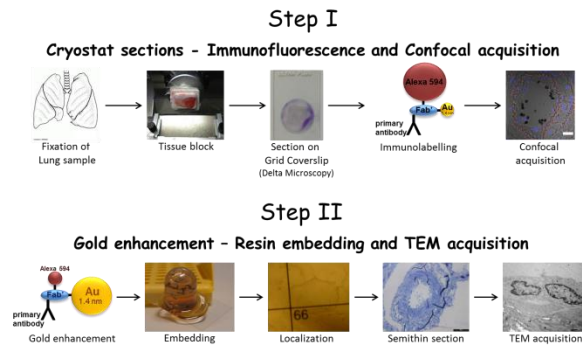 Step I
Cryostat sections - Immunofluorescence and Confocal acquisition
Alexa 594
Fab'
Au
primary
antibody
Fixation of
Lung sample
Tissue block
Section on
Grid Coverslip
(Delta Microscopy)
Immunolabelling
Confocal
acquisition
Step II
Gold enhancement – Resin embedding and TEM acquisition
Alexa 594
Fab'
Au
1.4 nm
primary
antibody
66
Gold enhancement
Embedding
Localization
Semithin section
TEM acquisition